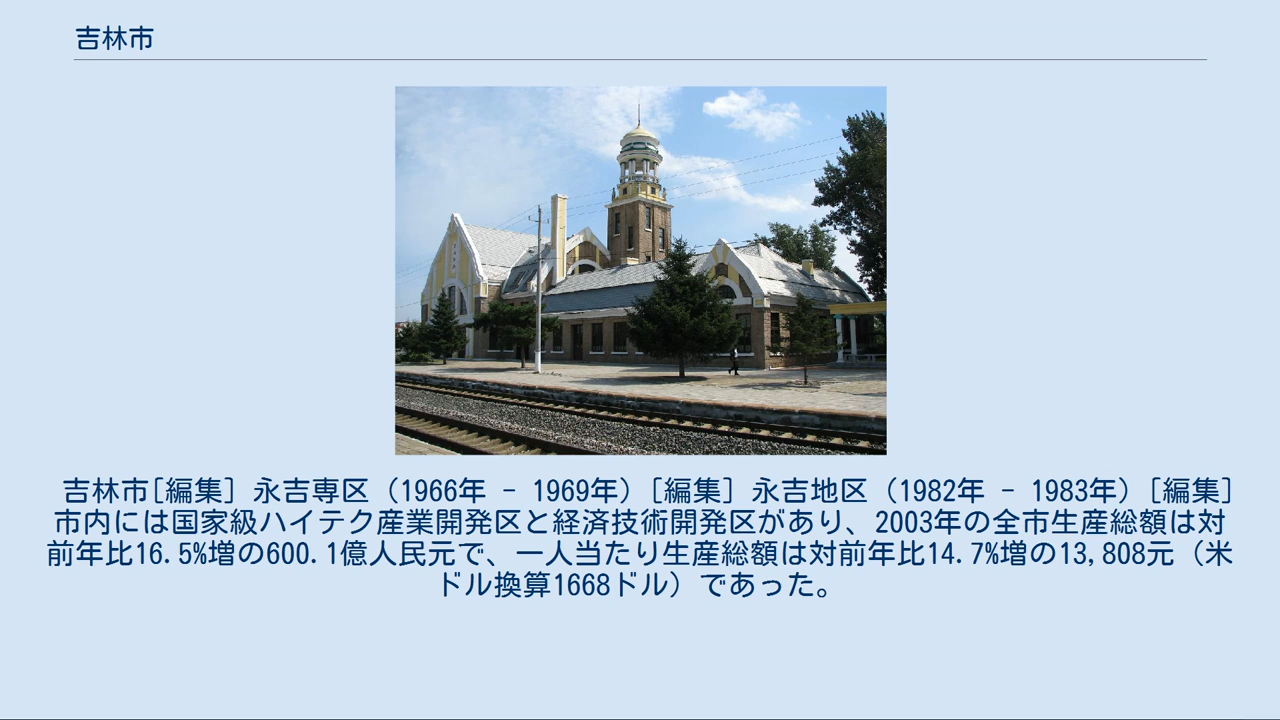 吉林市
吉林市[編集] 永吉専区（1966年 - 1969年）[編集] 永吉地区（1982年 - 1983年）[編集]
市内には国家級ハイテク産業開発区と経済技術開発区があり、2003年の全市生産総額は対
前年比16.5%増の600.1億人民元で、一人当たり生産総額は対前年比14.7%増の13,808元（米
ドル換算1668ドル）であった。